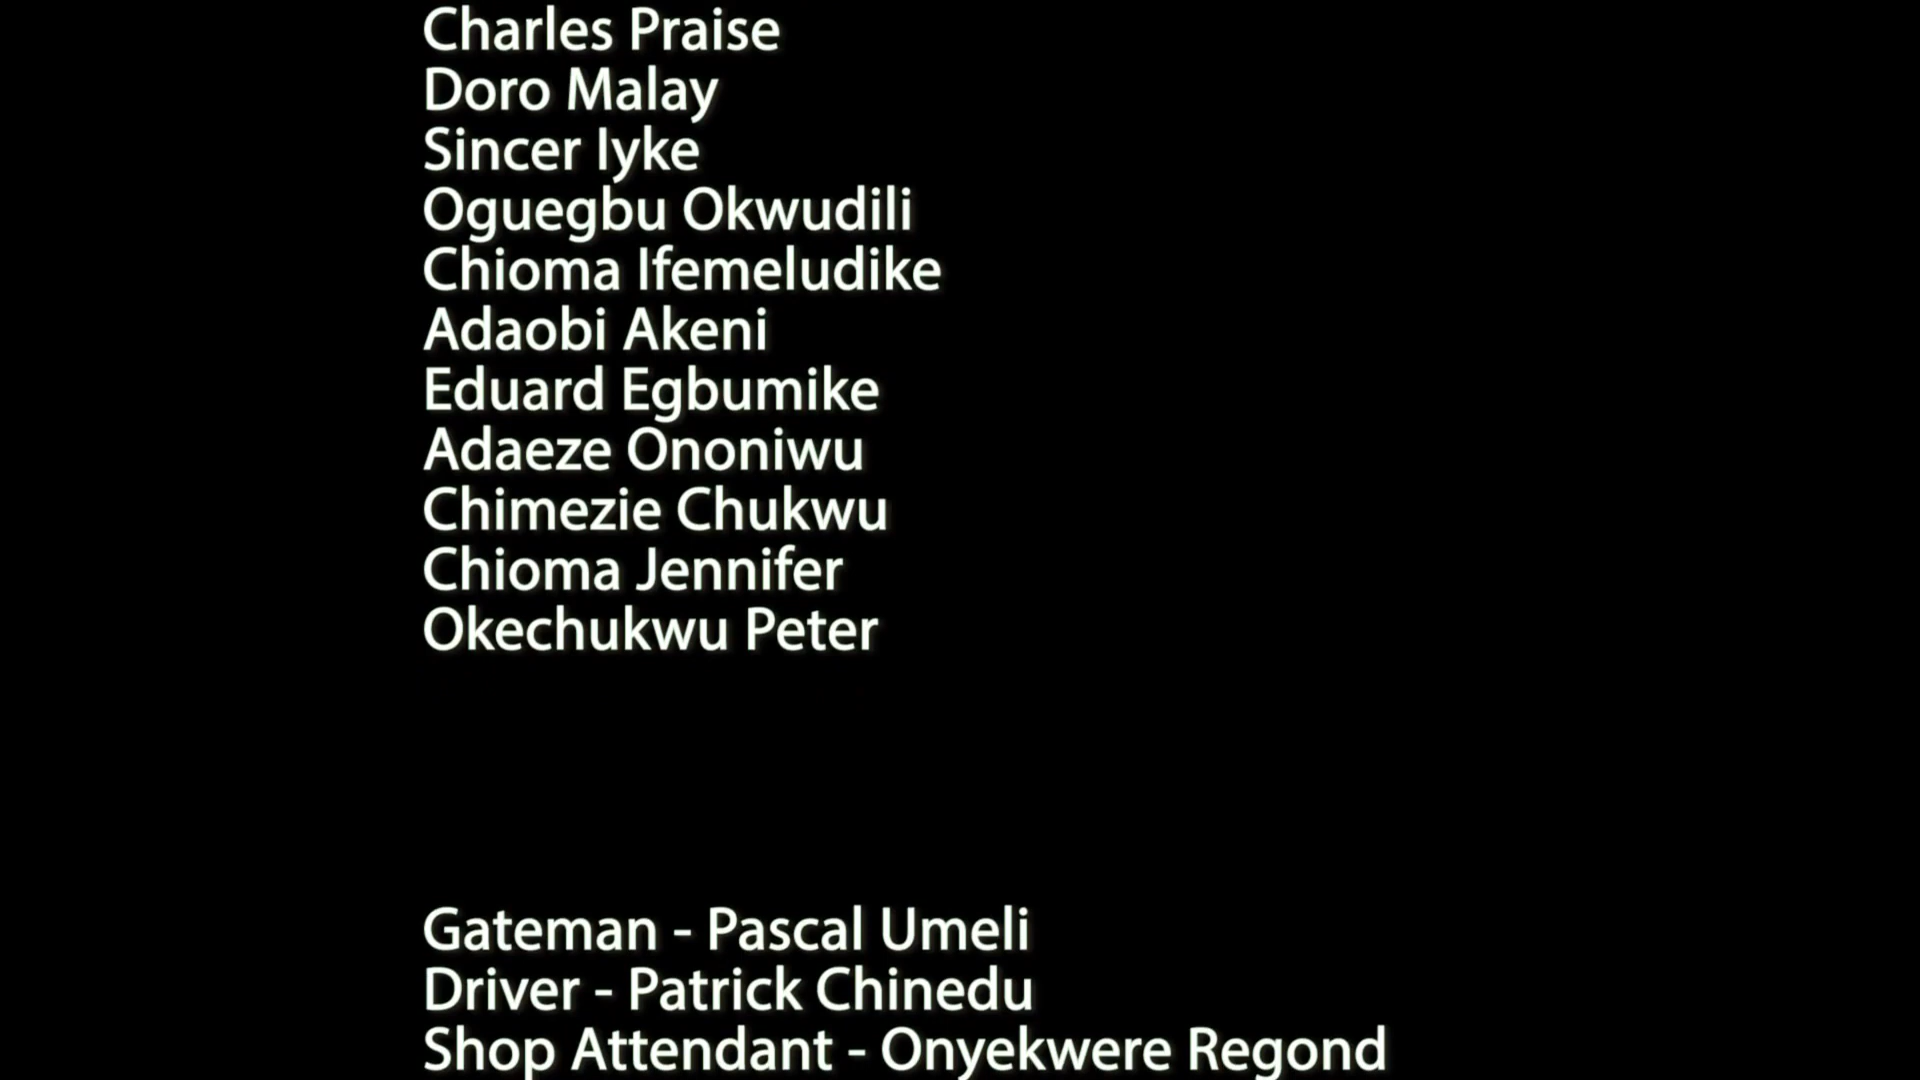 Charles Praise
Doro Malay
Sincer Iyke
Oguegbu Okwudili
Chioma Ifemeludike
Adaobi Akeni
Eduard Egbumike
Adaeze Ononiwu
Chimezie Chukwu
Chioma Jennifer
Okechukwu Peter
Gateman - Pascal Umeli
Driver - Patrick Chinedu
Shop Attendant - Onyekwere Regond